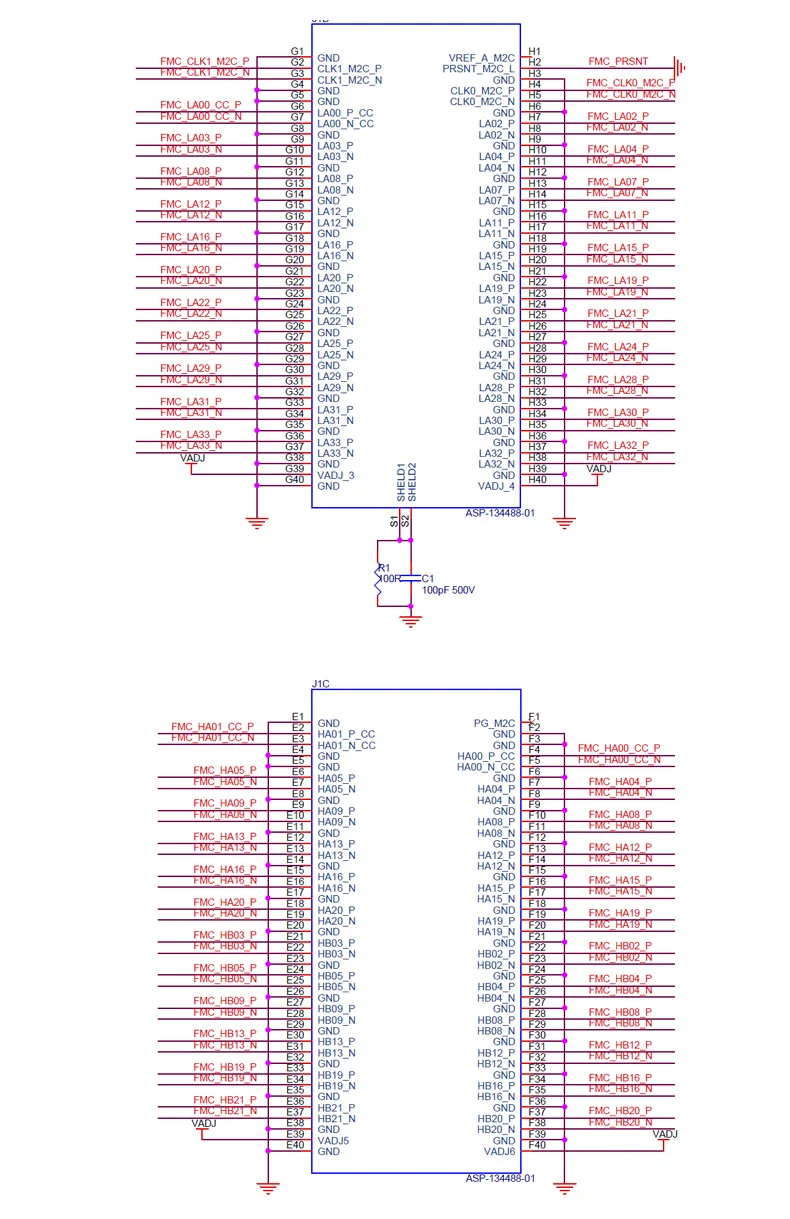 G1 GND VREF_A_M2C H1
FMC_CLK1_M2C_P G2 CLK1_M2C_P PRSNT_M2C_L H2 FMC_PRSNT
FMC_CLK1_M2C_N G3 CLK1_M2C_N GND H3
G4 GND CLK0_M2C_P H4 FMC_CLK0_M2C_P
G5 GND CLK0_M2C_N H5 FMC_CLK0_M2C_N
FMC_LA00_CC_P G6 LA00_P_CC GND H6
FMC_LA00_CC_N G7 LA00_N_CC LA02_P H7 FMC_LA02_P
G8 GND LA02_N H8 FMC_LA02_N
FMC_LA03_P G9 LA03_P GND H9
FMC_LA03_N G10 LA03_N LA04_P H10 FMC_LA04_P
G11 GND LA04_N H11 FMC_LA04_N
FMC_LA08_P G12 LA08_P GND H12
FMC_LA08_N G13 LA08_N LA07_P H13 FMC_LA07_P
G14 GND LA07_N H14 FMC_LA07_N
FMC_LA12_P G15 LA12_P GND H15
FMC_LA12_N G16 LA12_N LA11_P H16 FMC_LA11_P
G17 GND LA11_N H17 FMC_LA11_N
FMC_LA16_P G18 LA16_P GND H18
FMC_LA16_N G19 LA16_N LA15_P H19 FMC_LA15_P
G20 GND LA15_N H20 FMC_LA15_N
FMC_LA20_P G21 LA20_P GND H21
FMC_LA20_N G22 LA20_N LA19_P H22 FMC_LA19_P
G23 GND LA19_N H23 FMC_LA19_N
FMC_LA22_P G24 LA22_P GND H24
FMC_LA22_N G25 LA22_N LA21_P H25 FMC_LA21_P
G26 GND LA21_N H26 FMC_LA21_N
FMC_LA25_P G27 LA25_P GND H27
FMC_LA25_N G28 LA25_N LA24_P H28 FMC_LA24_P
G29 GND LA24_N H29 FMC_LA24_N
FMC_LA29_P G30 LA29_P GND H30
FMC_LA29_N G31 LA29_N LA28_P H31 FMC_LA28_P
G32 GND LA28_N H32 FMC_LA28_N
FMC_LA31_P G33 LA31_P GND H33
FMC_LA31_N G34 LA31_N LA30_P H34 FMC_LA30_P
G35 GND LA30_N H35 FMC_LA30_N
FMC_LA33_P G36 LA33_P GND H36
FMC_LA33_N G37 LA33_N LA32_P H37 FMC_LA32_P
VADJ G38 GND LA32_N H38 FMC_LA32_N
G39 VADJ_3 GND H39 VADJ
G40 GND VADJ_4 H40
SHELD1
SHELD2
S1
S2
ASP-134488-01
R1
100R
C1
100pF 500V
J1C
E1 GND PG_M2C F1
FMC_HA01_CC_P E2 HA01_P_CC GND F2
FMC_HA01_CC_N E3 HA01_N_CC GND F3
E4 GND HA00_P_CC F4 FMC_HA00_CC_P
E5 GND HA00_N_CC F5 FMC_HA00_CC_N
FMC_HA05_P E6 HA05_P GND F6
FMC_HA05_N E7 HA05_N HA04_P F7 FMC_HA04_P
E8 GND HA04_N F8 FMC_HA04_N
FMC_HA09_P E9 HA09_P GND F9
FMC_HA09_N E10 HA09_N HA08_P F10 FMC_HA08_P
E11 GND HA08_N F11 FMC_HA08_N
FMC_HA13_P E12 HA13_P GND F12
FMC_HA13_N E13 HA13_N HA12_P F13 FMC_HA12_P
E14 GND HA12_N F14 FMC_HA12_N
FMC_HA16_P E15 HA16_P GND F15
FMC_HA16_N E16 HA16_N HA15_P F16 FMC_HA15_P
E17 GND HA15_N F17 FMC_HA15_N
FMC_HA20_P E18 HA20_P GND F18
FMC_HA20_N E19 HA20_N HA19_P F19 FMC_HA19_P
E20 GND HA19_N F20 FMC_HA19_N
FMC_HB03_P E21 HB03_P GND F21
FMC_HB03_N E22 HB03_N HB02_P F22 FMC_HB02_P
E23 GND HB02_N F23 FMC_HB02_N
FMC_HB05_P E24 HB05_P GND F24
FMC_HB05_N E25 HB05_N HB04_P F25 FMC_HB04_P
E26 GND HB04_N F26 FMC_HB04_N
FMC_HB09_P E27 HB09_P GND F27
FMC_HB09_N E28 HB09_N HB08_P F28 FMC_HB08_P
E29 GND HB08_N F29 FMC_HB08_N
FMC_HB13_P E30 HB13_P GND F30
FMC_HB13_N E31 HB13_N HB12_P F31 FMC_HB12_P
E32 GND HB12_N F32 FMC_HB12_N
FMC_HB19_P E33 HB19_P GND F33
FMC_HB19_N E34 HB19_N HB16_P F34 FMC_HB16_P
E35 GND HB16_N F35 FMC_HB16_N
FMC_HB21_P E36 HB21_P GND F36
FMC_HB21_N E37 HB21_N HB20_P F37 FMC_HB20_P
VADJ E38 GND HB20_N F38 FMC_HB20_N
E39 VADJ5 GND F39 VADJ
E40 GND VADJ6 F40
ASP-134488-01